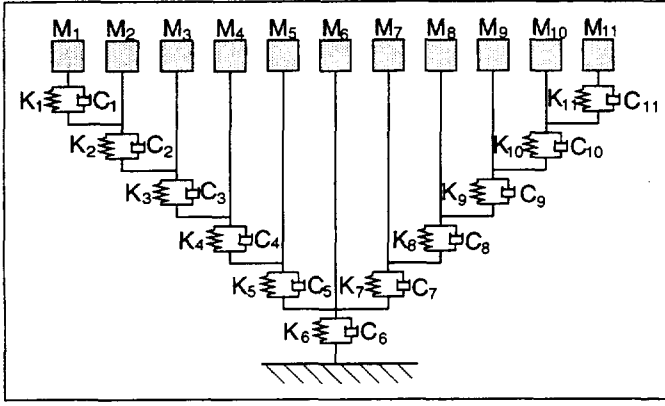 M₁ M₂ M₃ M₄ M₅ M₆ M₇ M₈ M₉ M₁₀ M₁₁
K₁ C₁ K₁₁ C₁₁
K₂ C₂ K₁₀ C₁₀
K₃ C₃ K₉ C₉
K₄ C₄ K₈ C₈
K₅ C₅ K₇ C₇
K₆ C₆